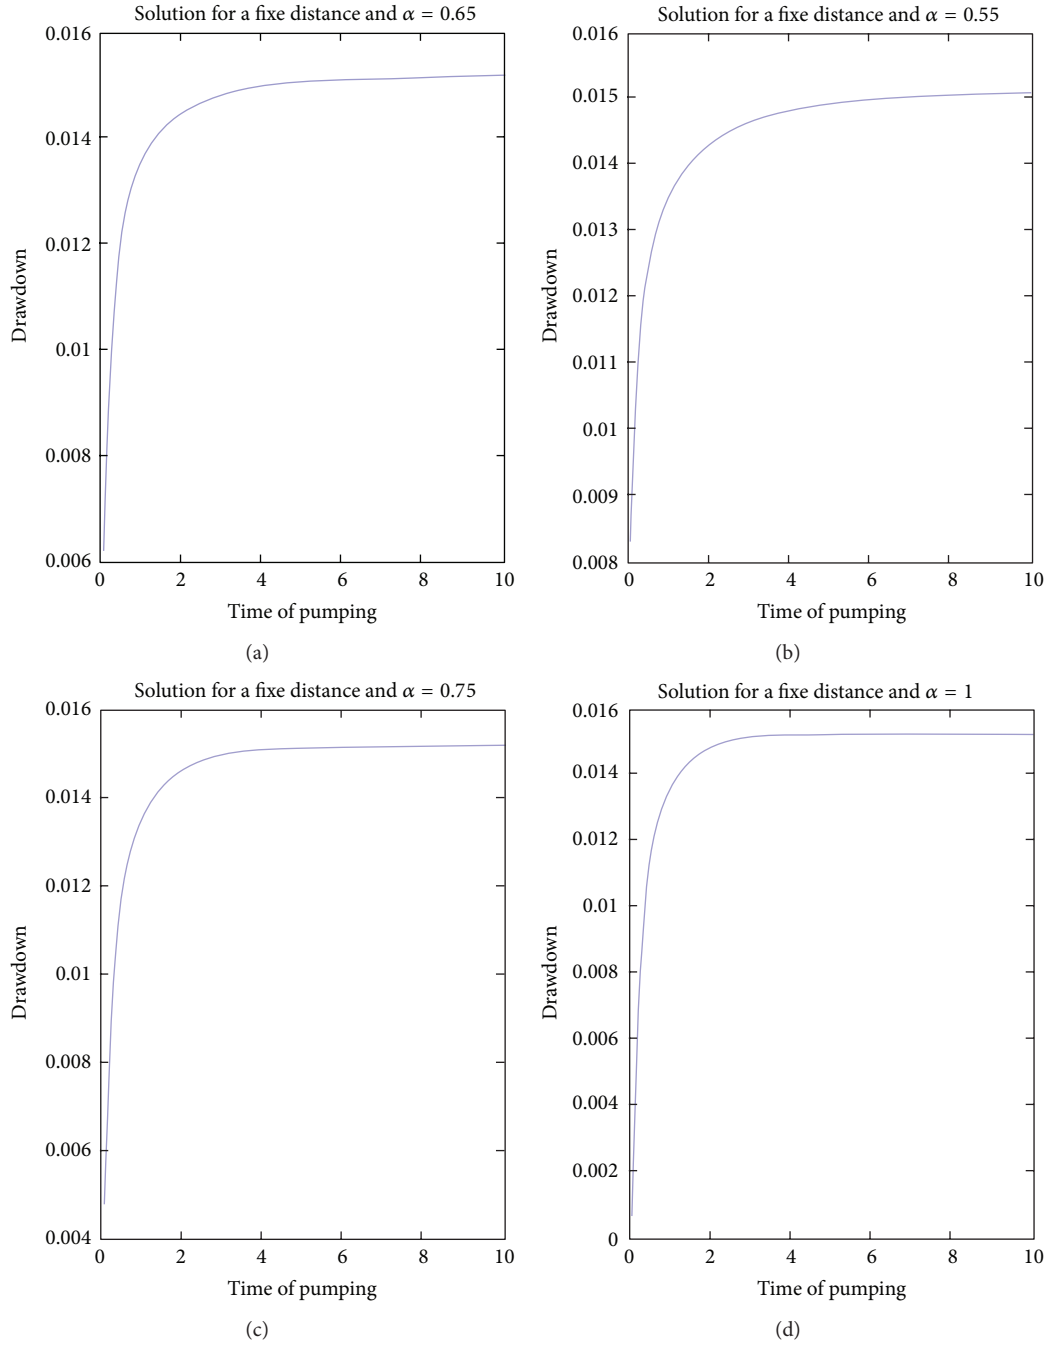 Solution for a fixe distance and α = 0.65
0.016
0.014
0.012
0.01
0.008
0.006
Drawdown
0 2 4 6 8 10
Time of pumping
(a)
Solution for a fixe distance and α = 0.55
0.016
0.015
0.014
0.013
0.012
0.011
0.01
0.009
0.008
Drawdown
0 2 4 6 8 10
Time of pumping
(b)
Solution for a fixe distance and α = 0.75
0.016
0.014
0.012
0.01
0.008
0.006
0.004
Drawdown
0 2 4 6 8 10
Time of pumping
(c)
Solution for a fixe distance and α = 1
0.016
0.014
0.012
0.01
0.008
0.006
0.004
0.002
0
Drawdown
0 2 4 6 8 10
Time of pumping
(d)